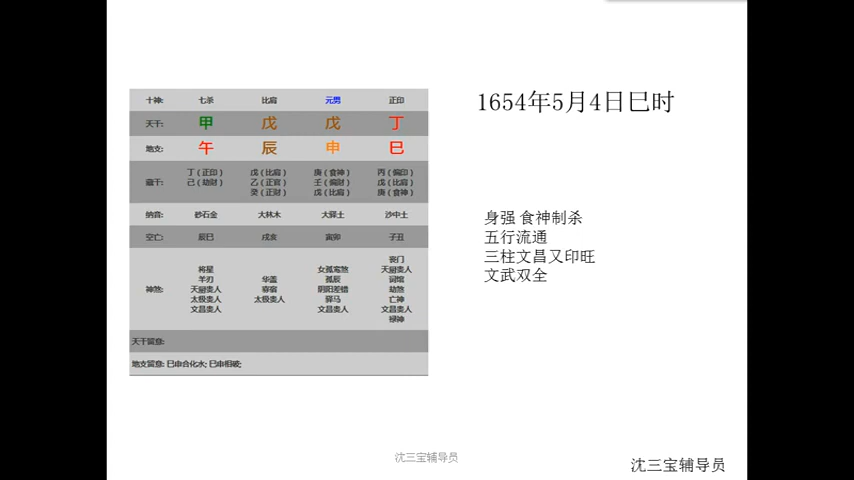 1654年5月4日巳时
十神: 七杀 比肩 元男 正印
天干: 甲 戊 戊 丁
地支: 午 辰 申 巳
藏干: 丁（正印） 戊（比肩） 庚（食神） 丙（偏印）
己（劫财） 乙（正官） 壬（偏财） 戊（比肩）
癸（正财） 戊（比肩） 庚（食神）
纳音: 砂石金 大林木 大驿土 沙中土
空亡: 辰巳 戌亥 寅卯 子丑
神煞:
将星
羊刃
天厨贵人
太极贵人
文昌贵人
华盖
寡宿
太极贵人
女孤鸾煞
孤辰
阴阳差错
驿马
文昌贵人
丧门
天厨贵人
词馆
劫煞
亡神
文昌贵人
禄神
天干留意:
地支留意: 巳申合化水; 巳申相破;
身强 食神制杀
五行流通
三柱文昌又印旺
文武双全
沈三宝辅导员
沈三宝辅导员